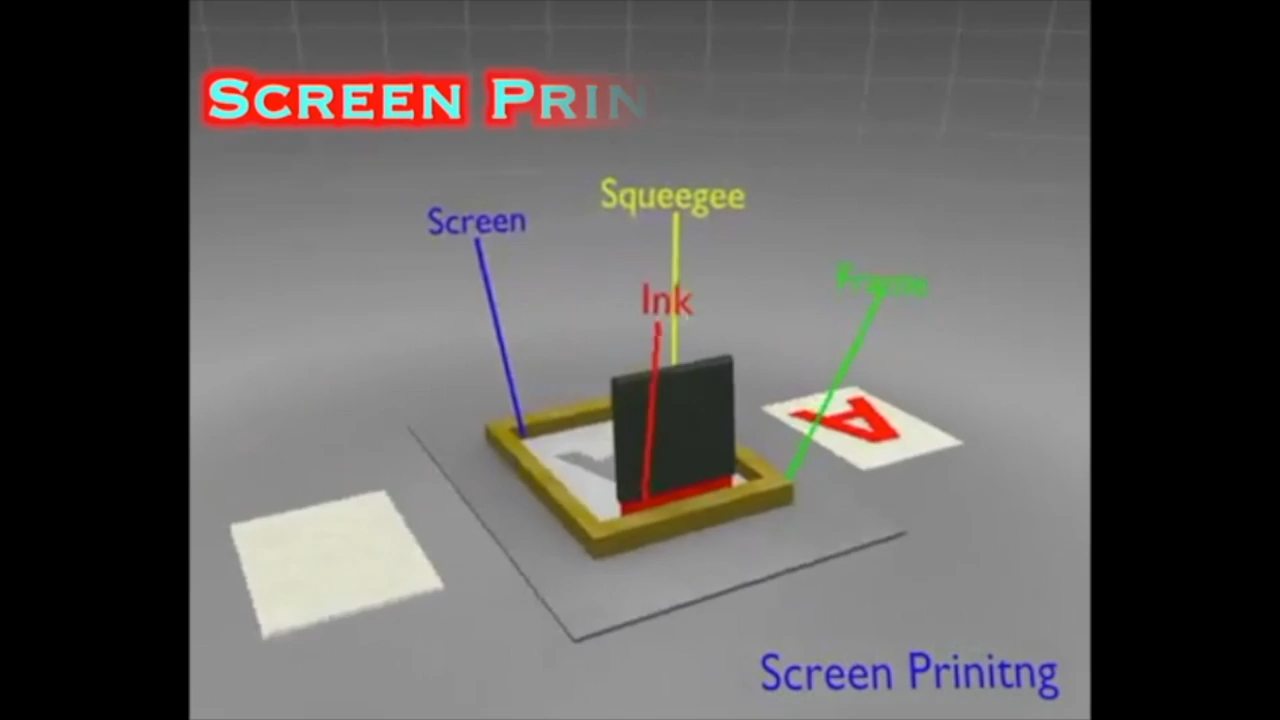 SCREEN PRIN
Squeegee
Screen
Frame
Ink
A
Screen Prinitng